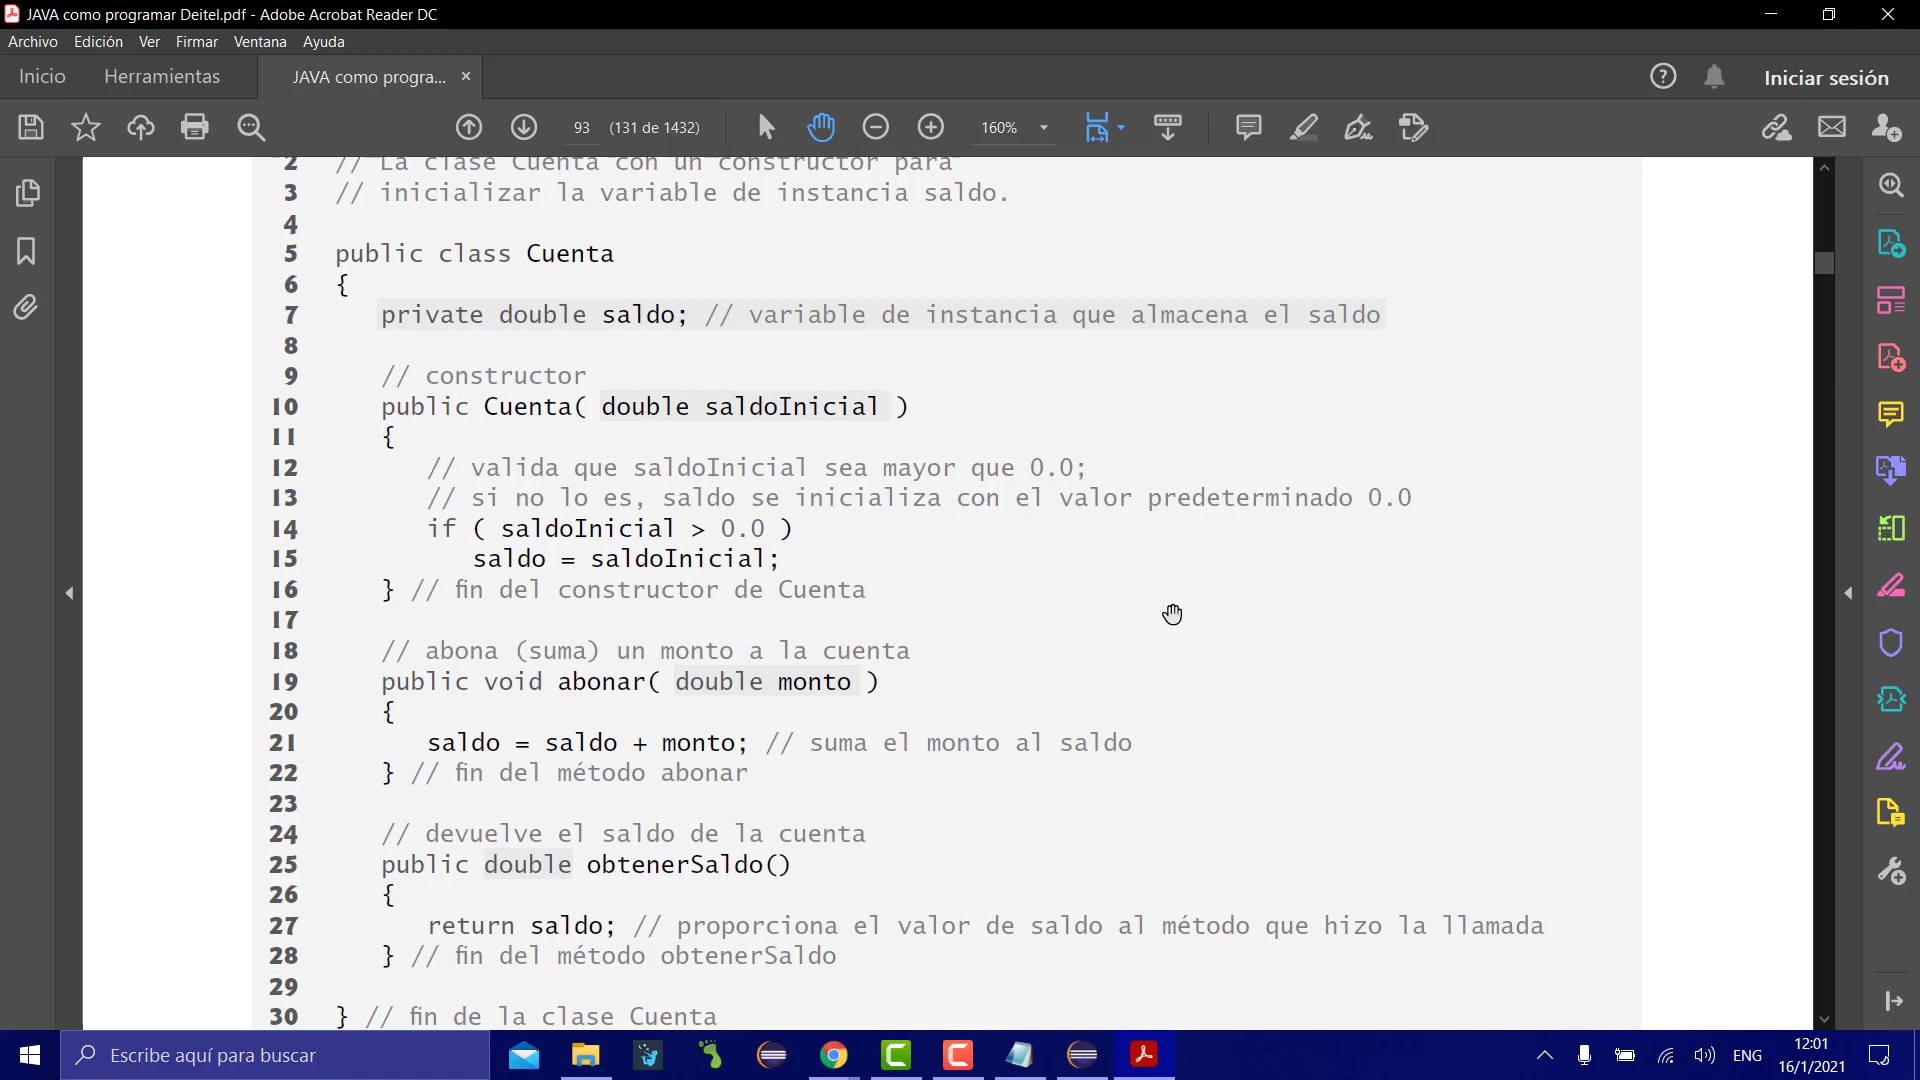 JAVA como programar Deitel.pdf - Adobe Acrobat Reader DC
Archivo Edición Ver Firmar Ventana Ayuda
Inicio Herramientas JAVA como progra... × Iniciar sesión
93 (131 de 1432) 160%
2 // La clase Cuenta con un constructor para
3 // inicializar la variable de instancia saldo.
4
5 public class Cuenta
6 {
7 private double saldo; // variable de instancia que almacena el saldo
8
9 // constructor
10 public Cuenta( double saldoInicial )
11 {
12 // valida que saldoInicial sea mayor que 0.0;
13 // si no lo es, saldo se inicializa con el valor predeterminado 0.0
14 if ( saldoInicial > 0.0 )
15 saldo = saldoInicial;
16 } // fin del constructor de Cuenta
17
18 // abona (suma) un monto a la cuenta
19 public void abonar( double monto )
20 {
21 saldo = saldo + monto; // suma el monto al saldo
22 } // fin del método abonar
23
24 // devuelve el saldo de la cuenta
25 public double obtenerSaldo()
26 {
27 return saldo; // proporciona el valor de saldo al método que hizo la llamada
28 } // fin del método obtenerSaldo
29
30 } // fin de la clase Cuenta
Escribe aquí para buscar
ENG
12:01
16/1/2021